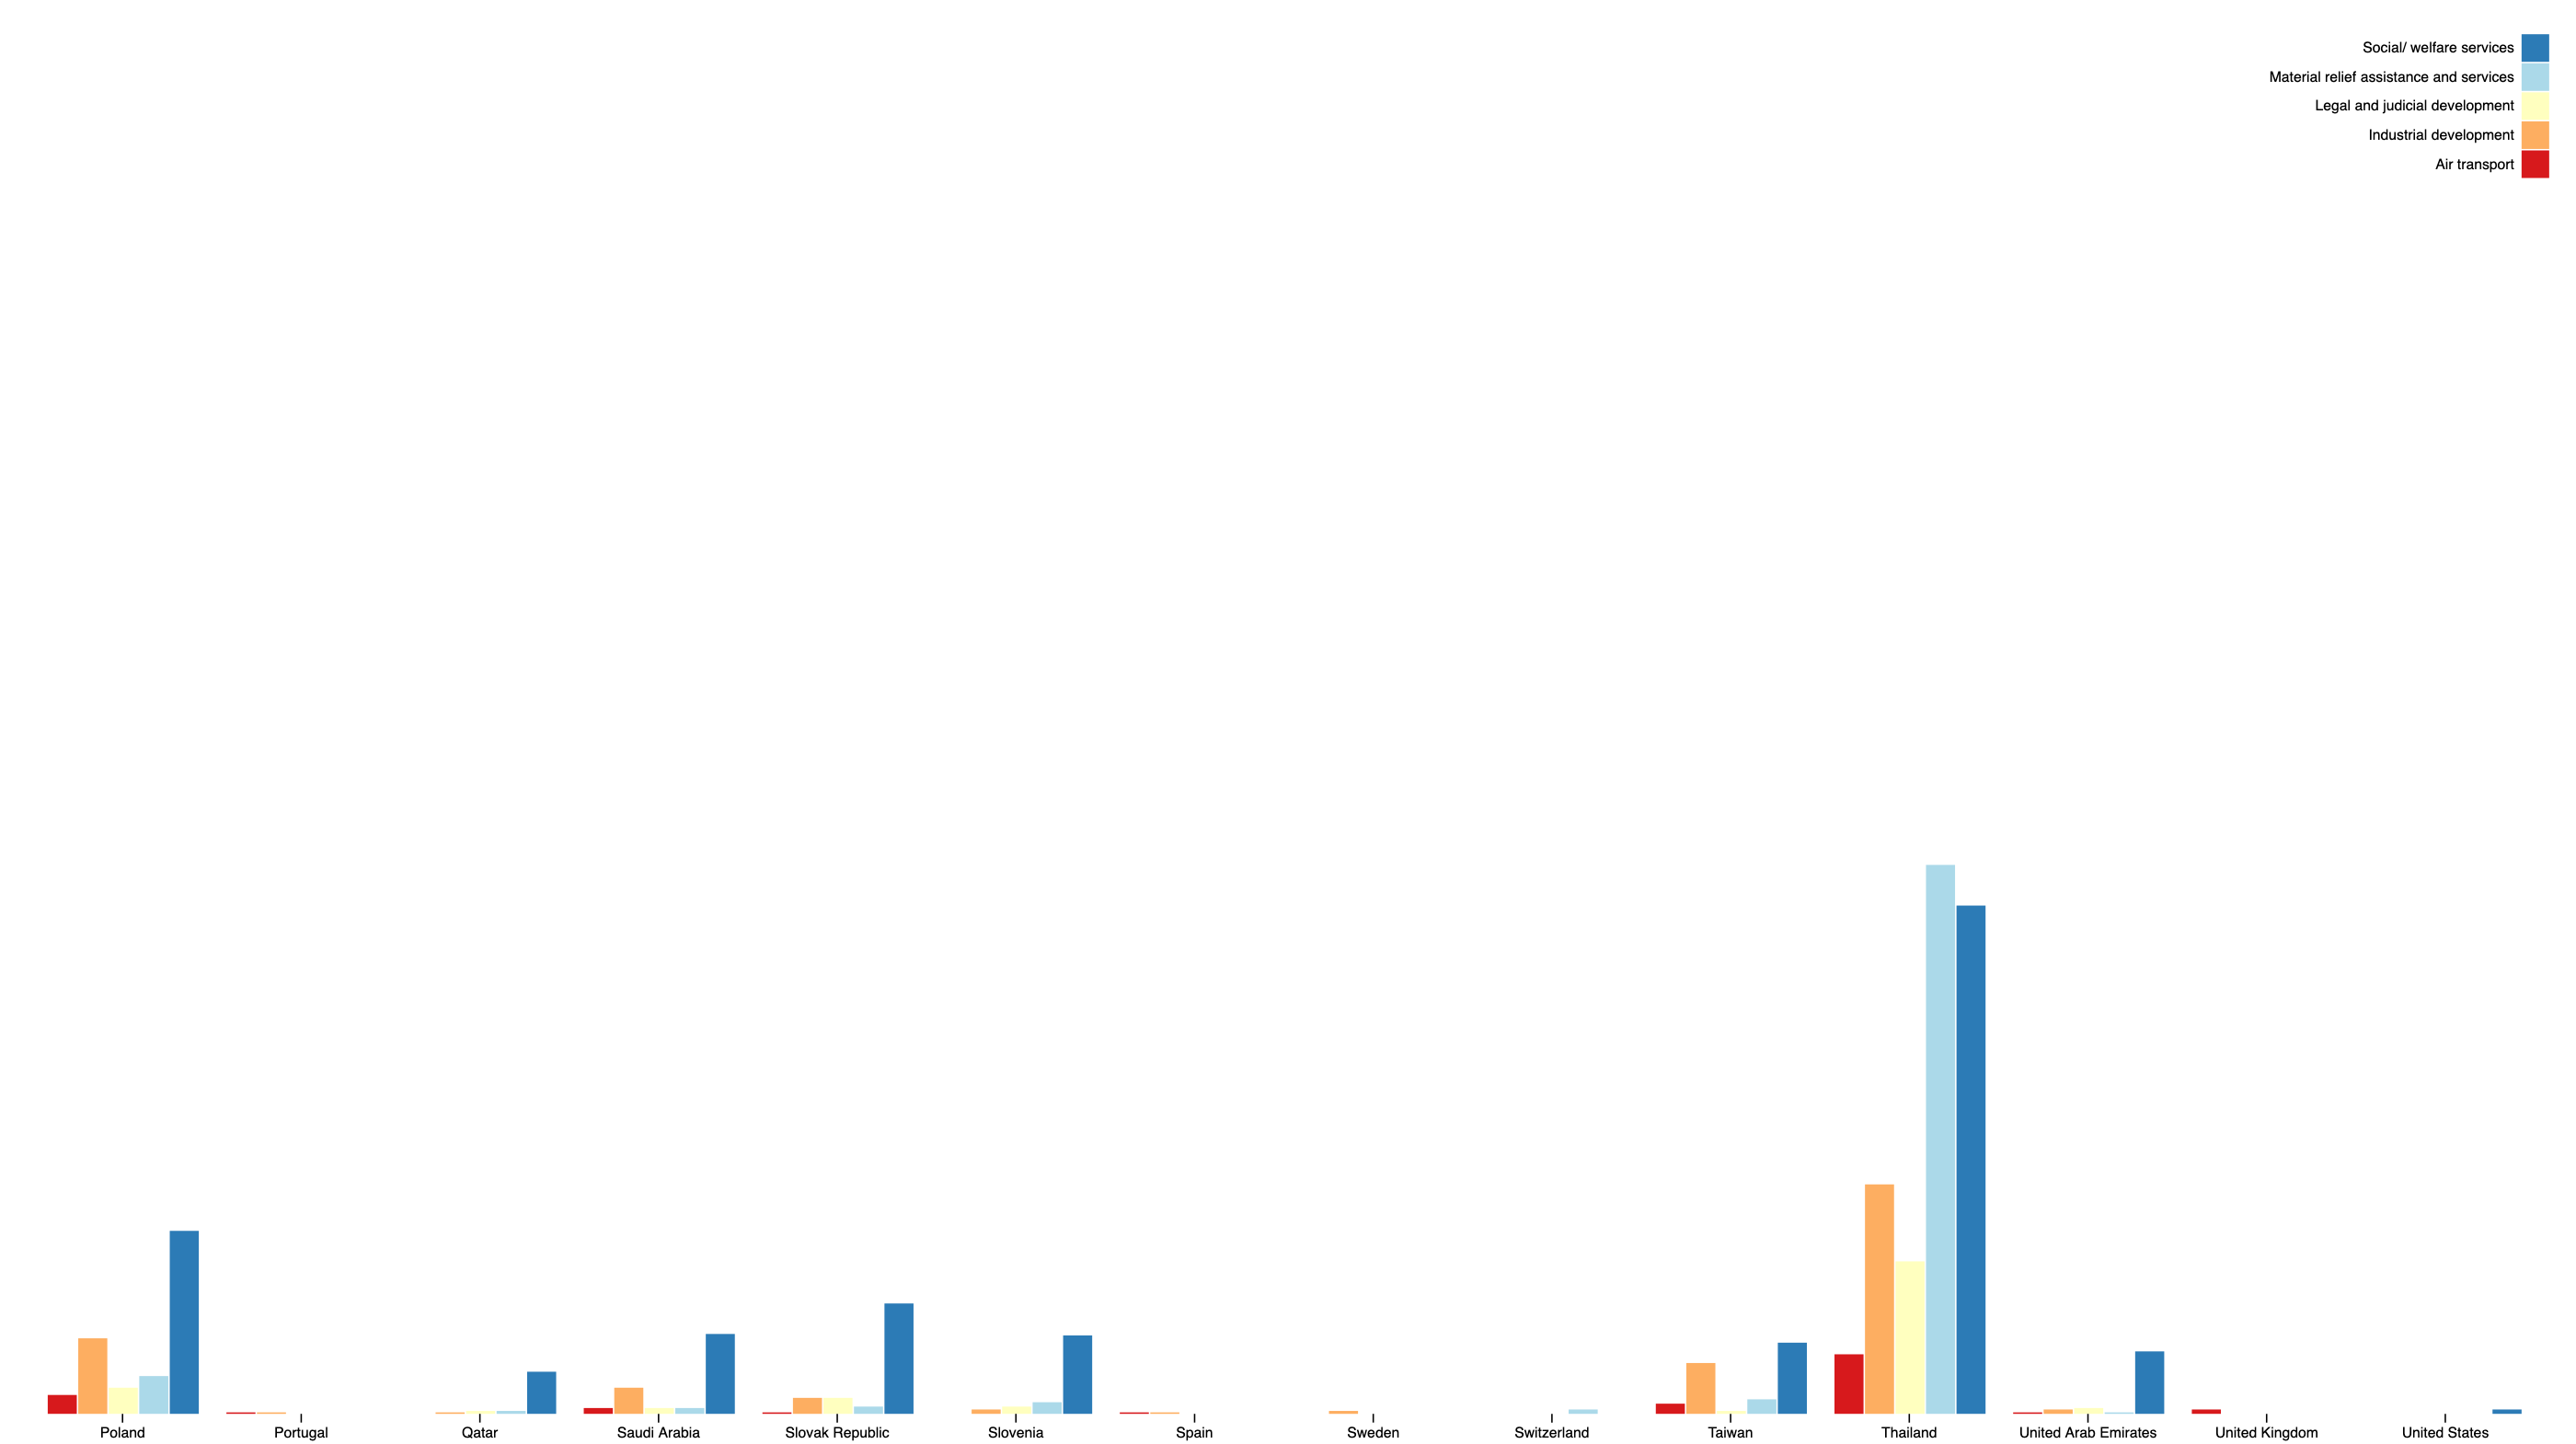 Social/ welfare services
Material relief assistance and services
Legal and judicial development
Industrial development
Air transport
Poland
Portugal
Qatar
Saudi Arabia
Slovak Republic
Slovenia
Spain
Sweden
Switzerland
Taiwan
Thailand
United Arab Emirates
United Kingdom
United States